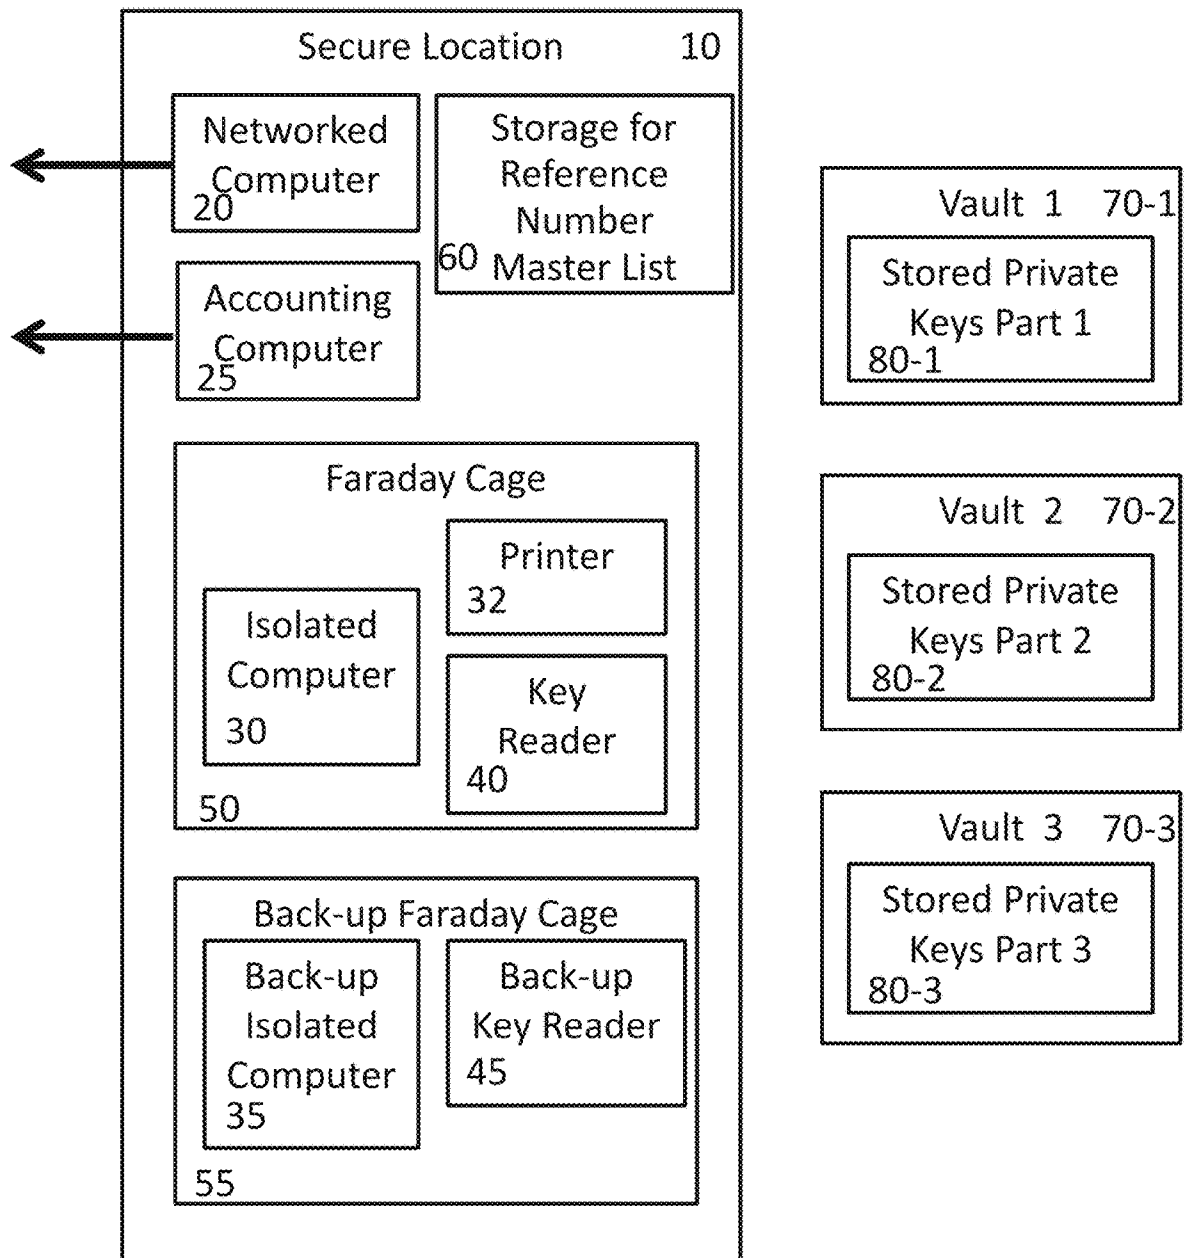 Secure Location 10
Networked
Computer
20
Storage for
Reference
Number
60 Master List
Accounting
Computer
25
Faraday Cage
Printer
32
Isolated
Computer
30
Key
Reader
40
50
Back-up Faraday Cage
Back-up
Isolated
Computer
35
Back-up
Key Reader
45
55
Vault 1 70-1
Stored Private
Keys Part 1
80-1
Vault 2 70-2
Stored Private
Keys Part 2
80-2
Vault 3 70-3
Stored Private
Keys Part 3
80-3